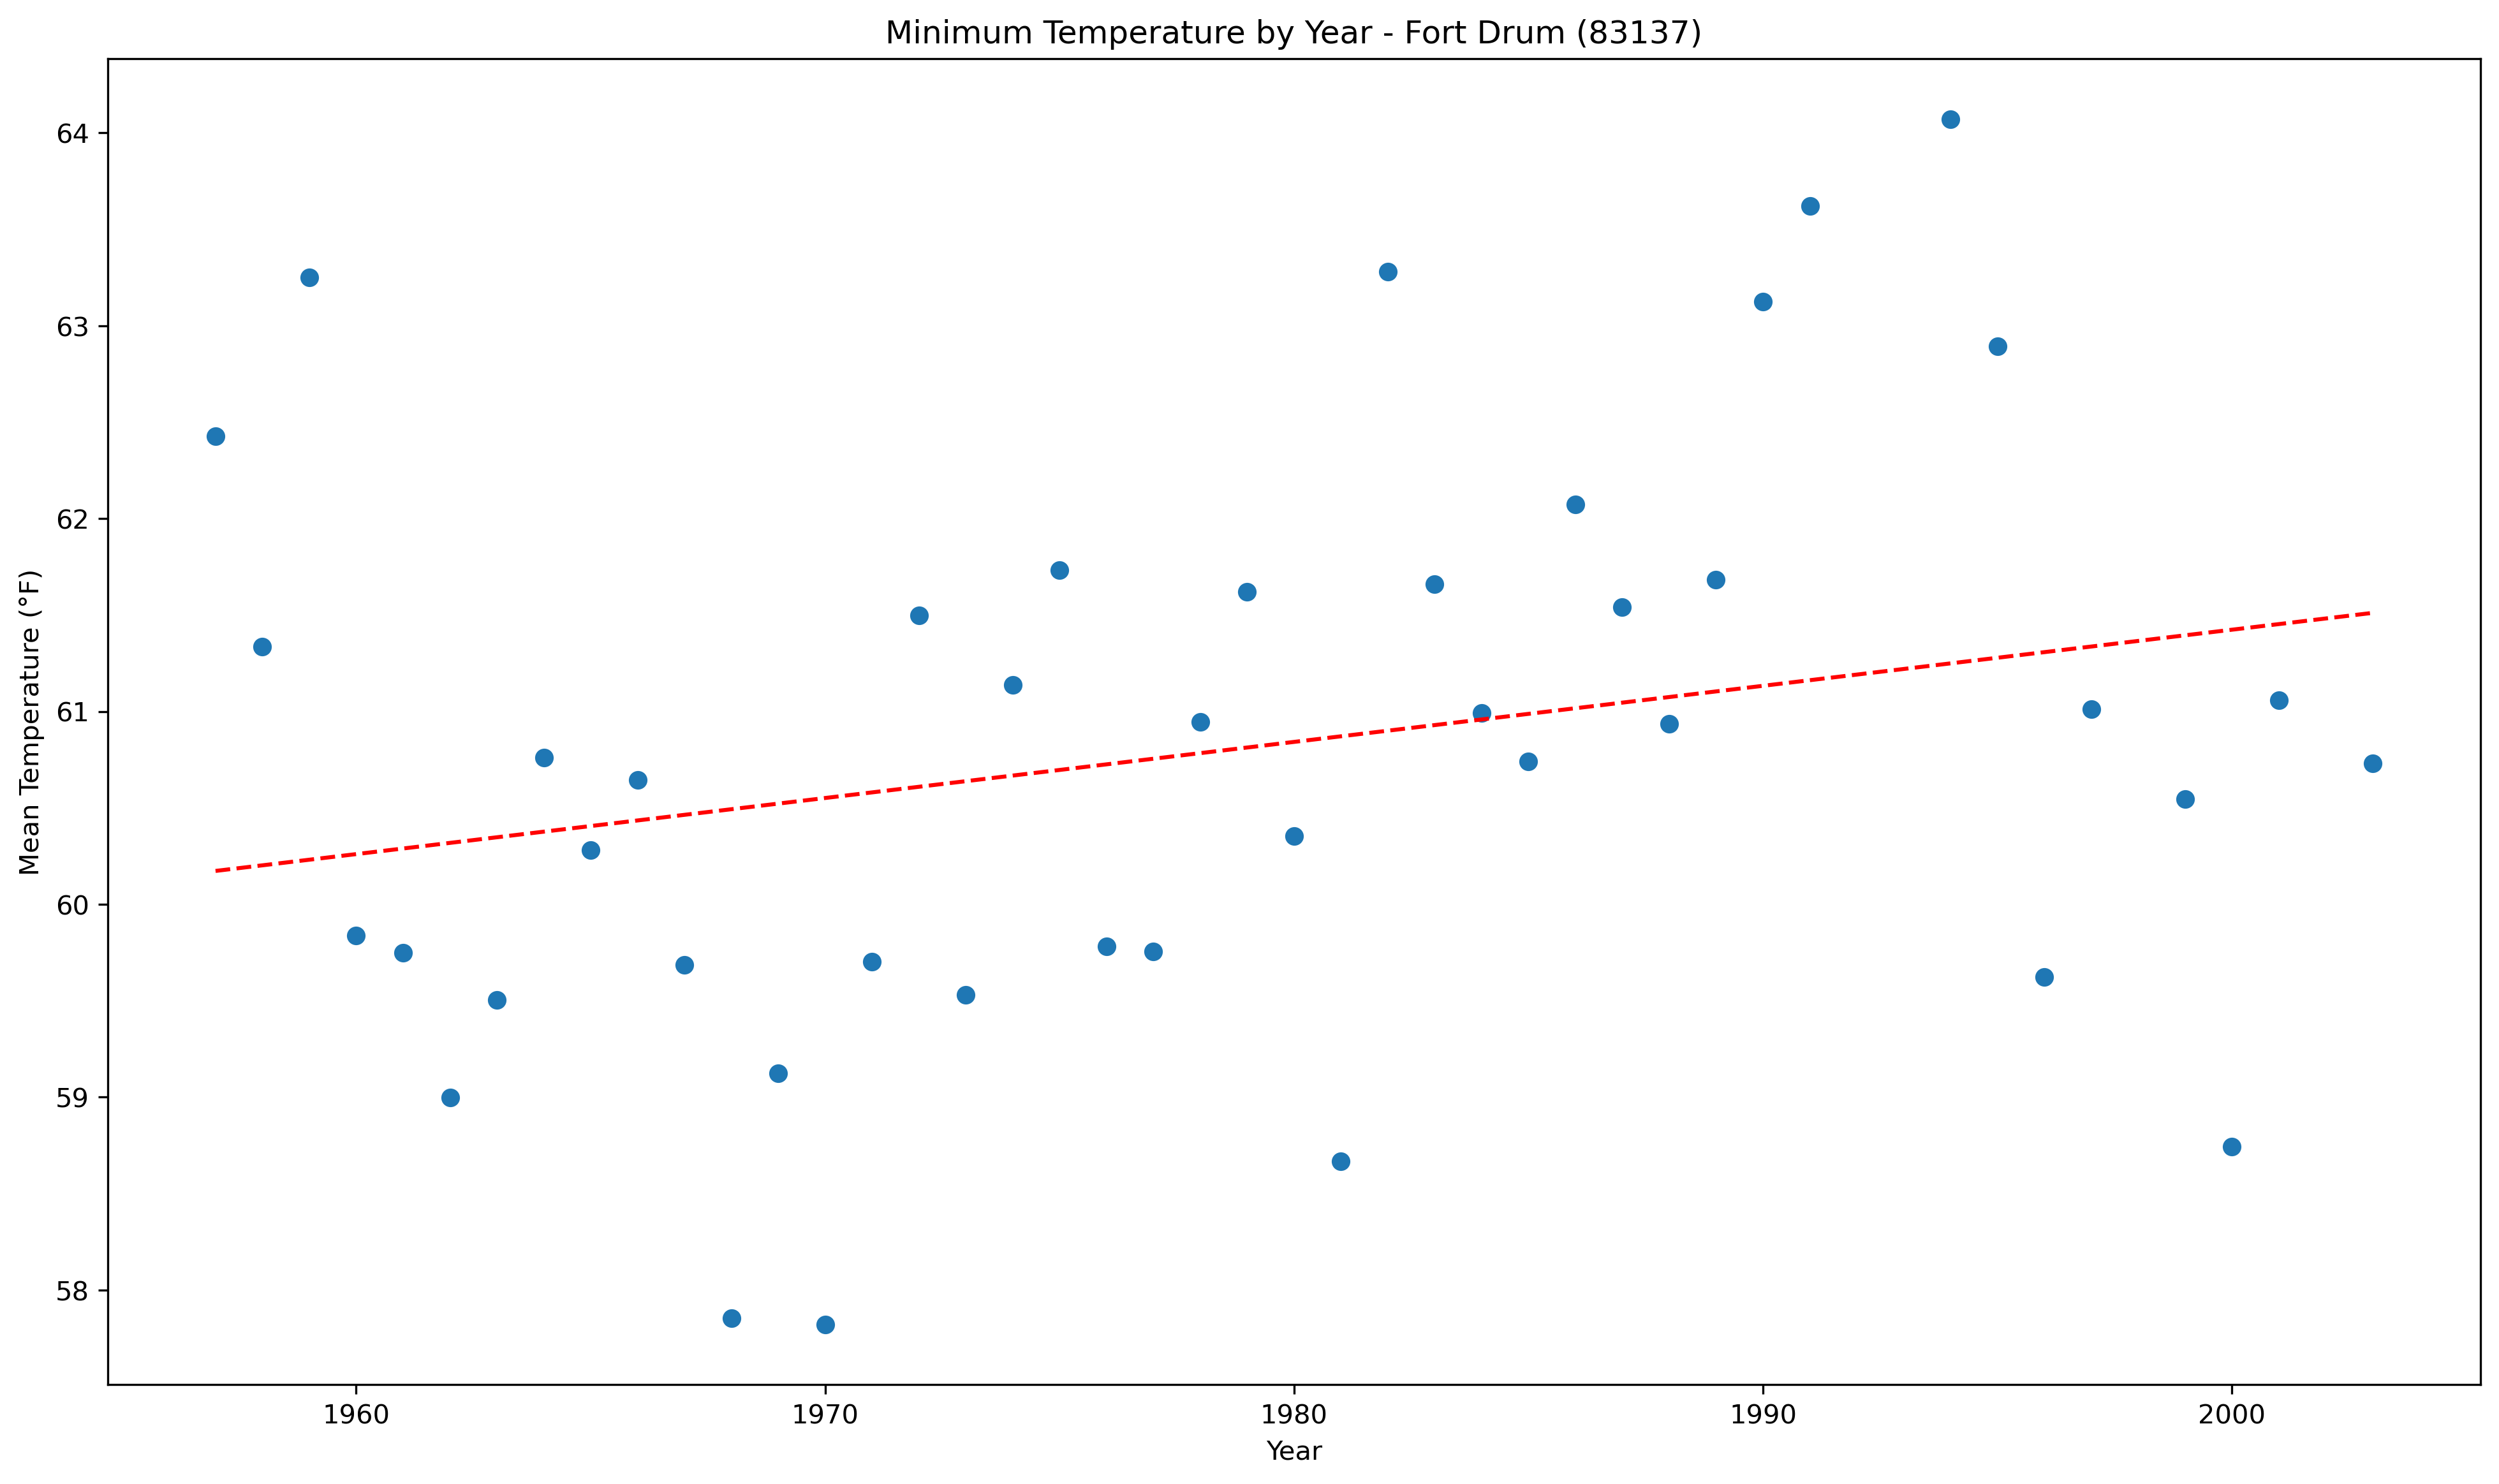 Minimum Temperature by Year - Fort Drum (83137)
Mean Temperature (°F)
64
63
62
61
60
59
58
1960 1970 1980 1990 2000
Year